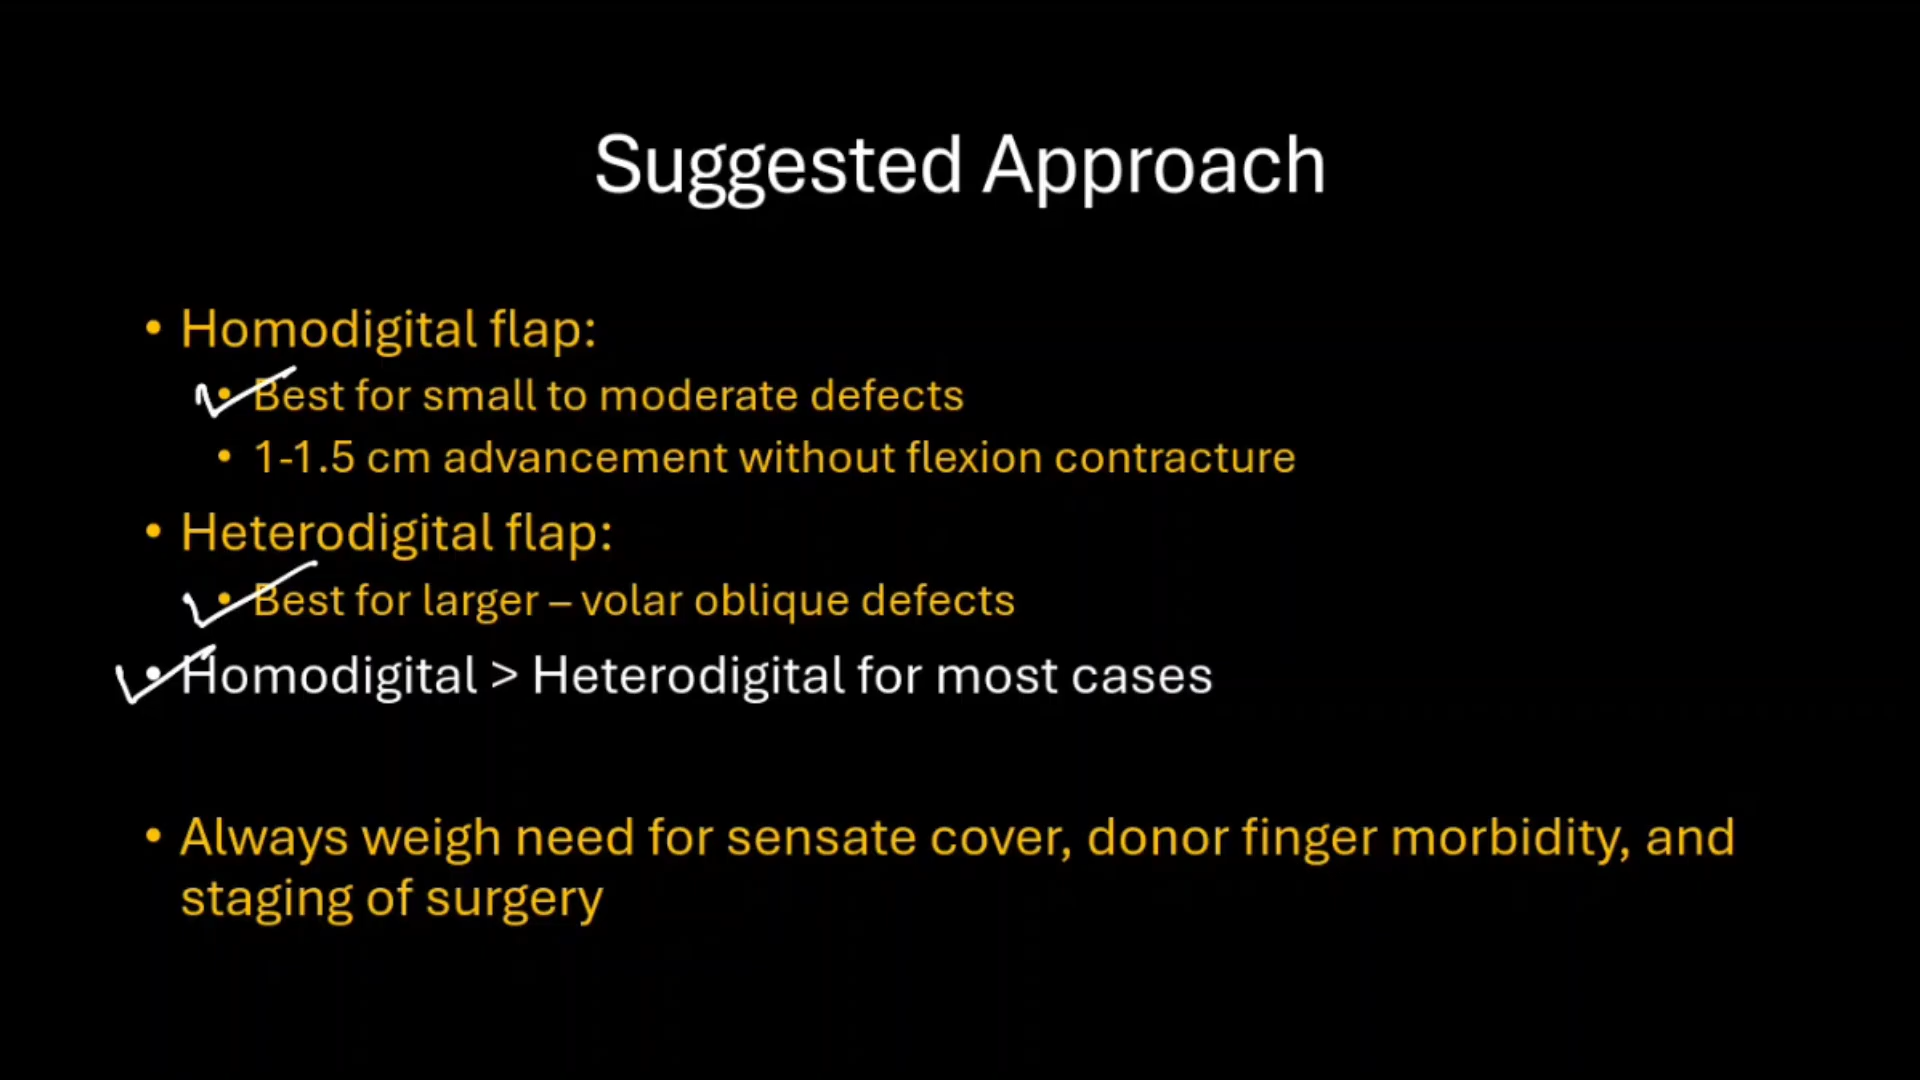 Suggested Approach
• Homodigital flap:
• Best for small to moderate defects
• 1-1.5 cm advancement without flexion contracture
• Heterodigital flap:
• Best for larger – volar oblique defects
• Homodigital > Heterodigital for most cases
• Always weigh need for sensate cover, donor finger morbidity, and
staging of surgery